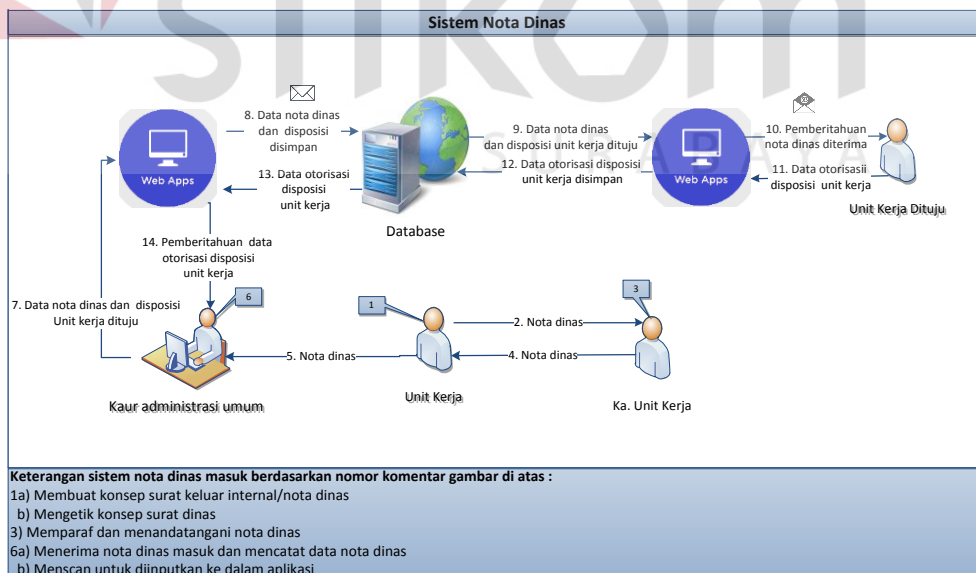 Sistem Nota Dinas
stikom
SURABAYA
8. Data nota dinas
dan disposisi
disimpan
9. Data nota dinas
dan disposisi unit kerja dituju
10. Pemberitahuan
nota dinas diterima
Web Apps
13. Data otorisasi
disposisi
unit kerja
12. Data otorisasi disposisi
unit kerja disimpan
Web Apps
11. Data otorisasii
disposisi unit kerja
Unit Kerja Dituju
Database
14. Pemberitahuan data
otorisasi disposisi
unit kerja
7. Data nota dinas dan disposisi
Unit kerja dituju
6
1
3
2. Nota dinas
5. Nota dinas
4. Nota dinas
Kaur administrasi umum
Unit Kerja
Ka. Unit Kerja
Keterangan sistem nota dinas masuk berdasarkan nomor komentar gambar di atas :
1a) Membuat konsep surat keluar internal/nota dinas
b) Mengetik konsep surat dinas
3) Memparaf dan menandatangani nota dinas
6a) Menerima nota dinas masuk dan mencatat data nota dinas
b) Menscan untuk diinputkan ke dalam aplikasi